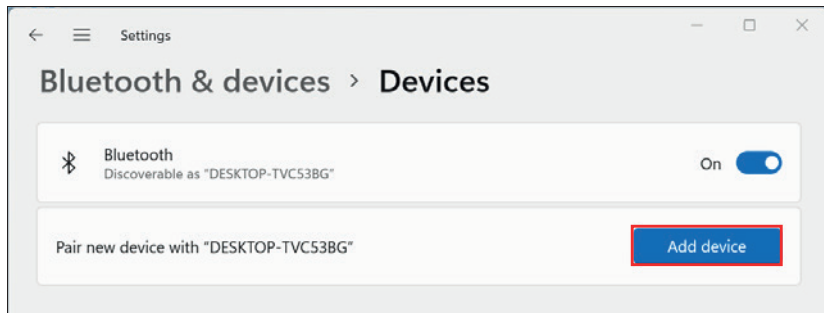 Settings
Bluetooth & devices > Devices
Bluetooth
Discoverable as "DESKTOP-TVC53BG"
On
Pair new device with "DESKTOP-TVC53BG"
Add device